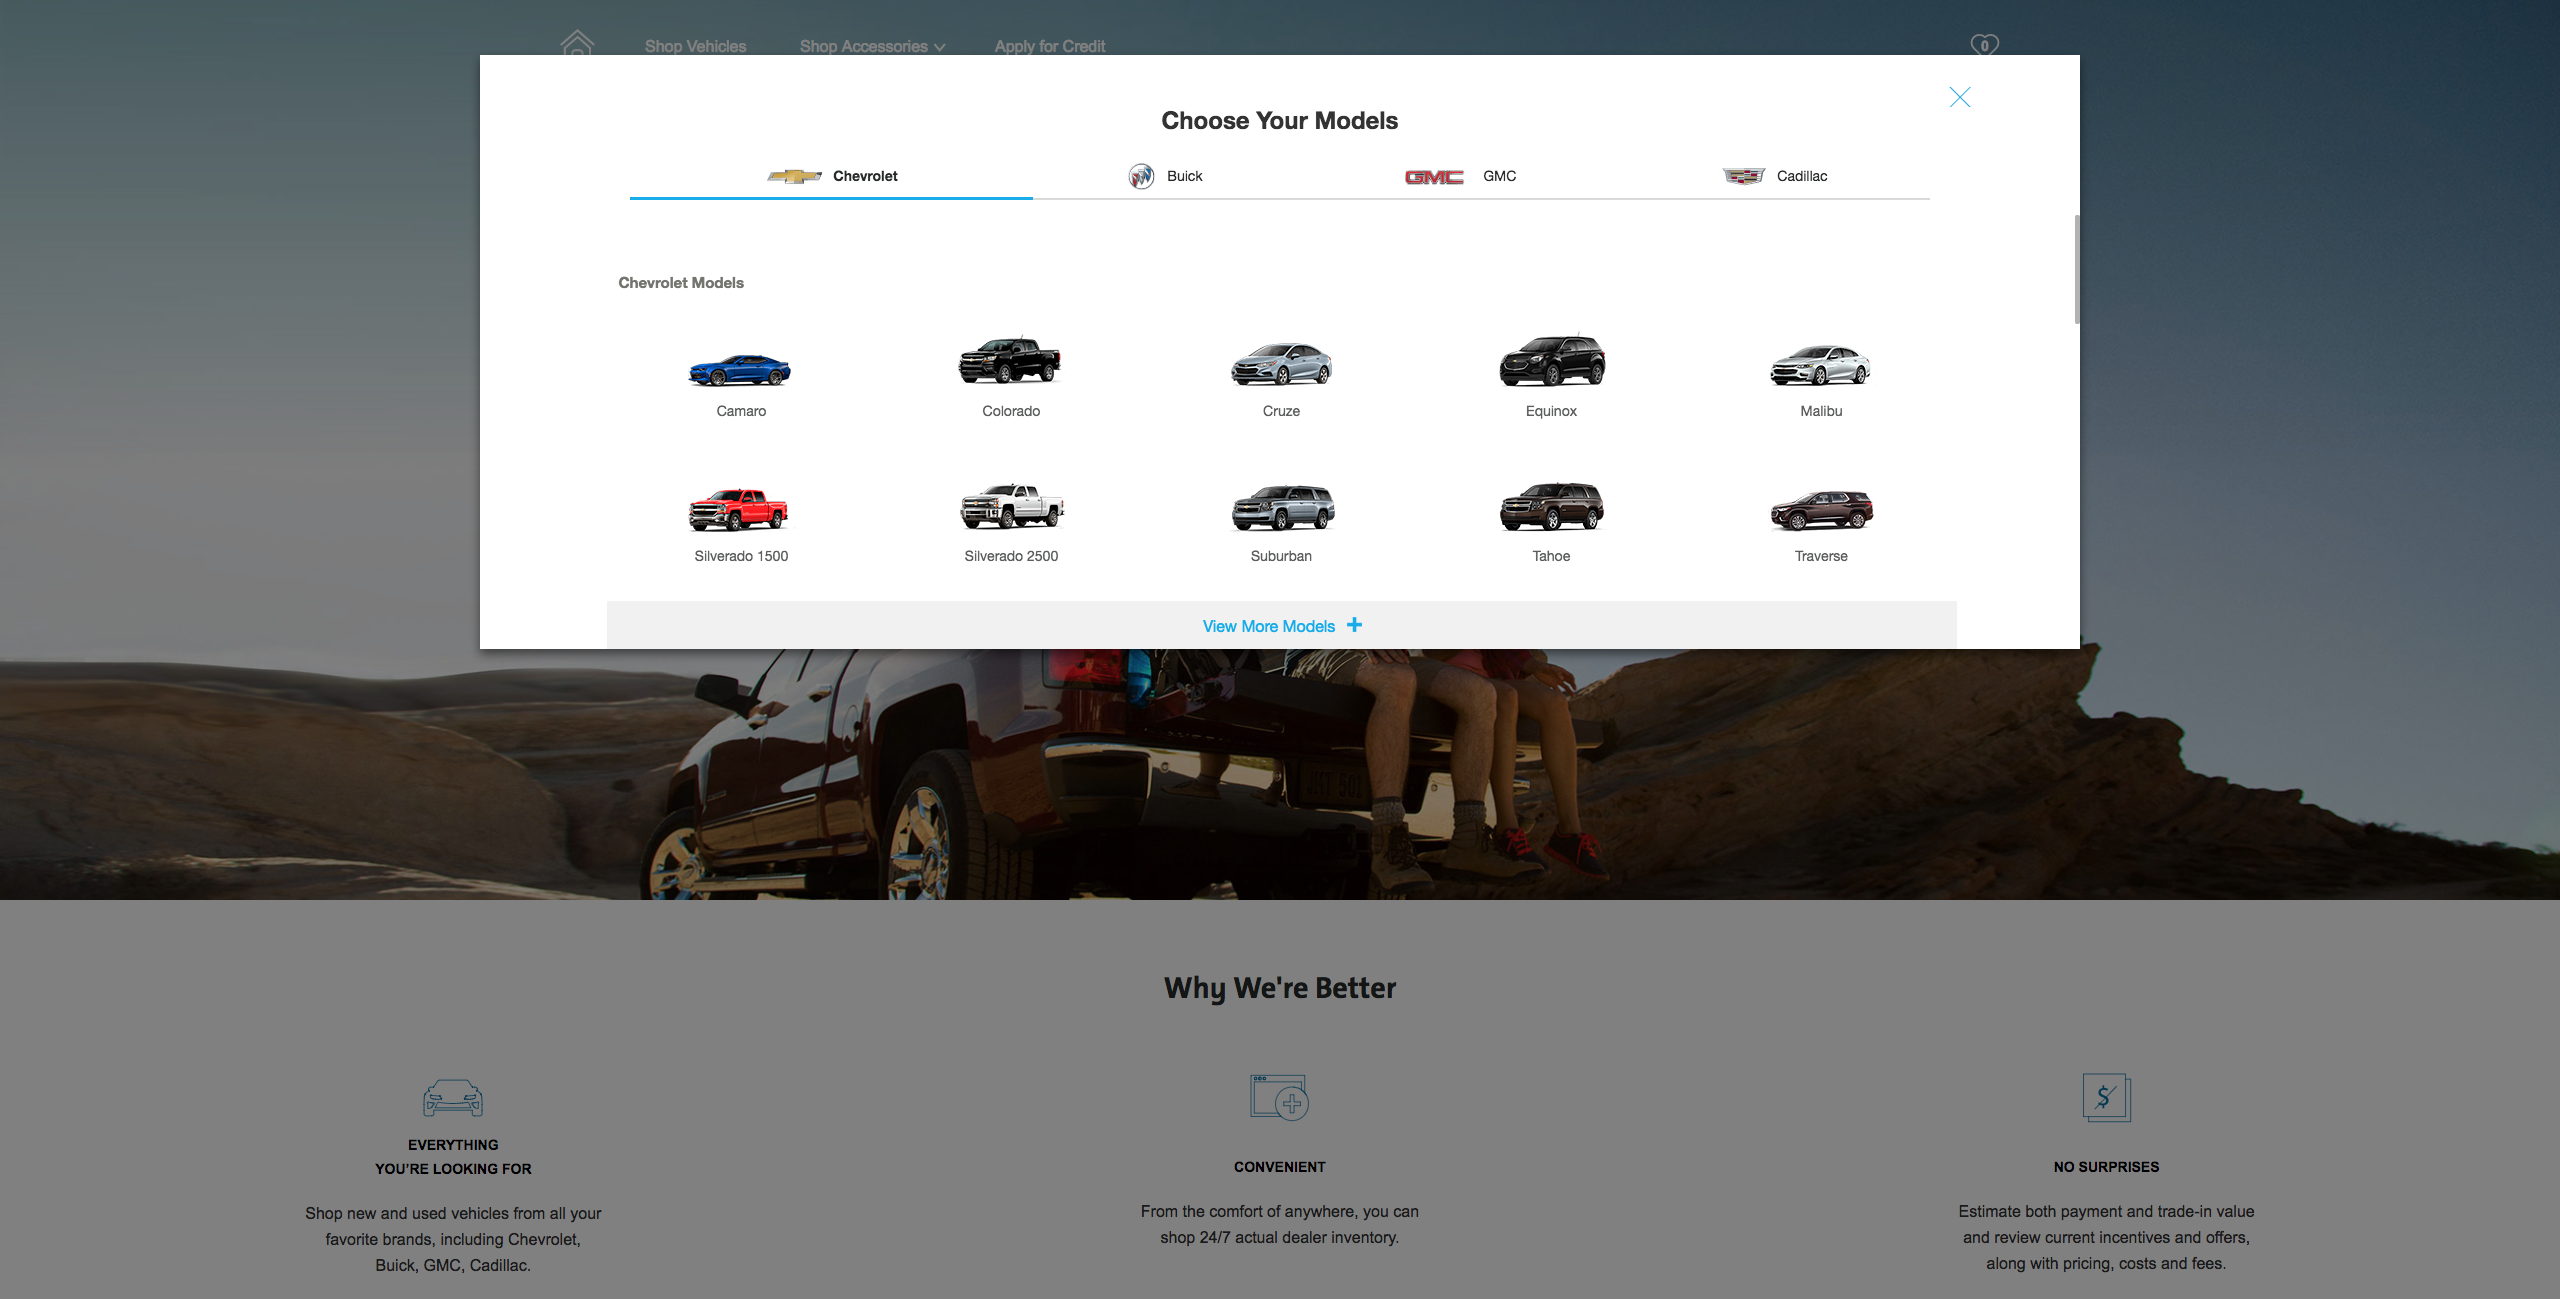 Shop Vehicles
Shop Accessories
Apply for Credit
0
Choose Your Models
Chevrolet
Buick
GMC
GMC
Cadillac
Chevrolet Models
Camaro
Colorado
Cruze
Equinox
Malibu
Silverado 1500
Silverado 2500
Suburban
Tahoe
Traverse
View More Models +
Why We're Better
EVERYTHING
YOU'RE LOOKING FOR
Shop new and used vehicles from all your
favorite brands, including Chevrolet,
Buick, GMC, Cadillac.
CONVENIENT
From the comfort of anywhere, you can
shop 24/7 actual dealer inventory.
$
NO SURPRISES
Estimate both payment and trade-in value
and review current incentives and offers,
along with pricing, costs and fees.